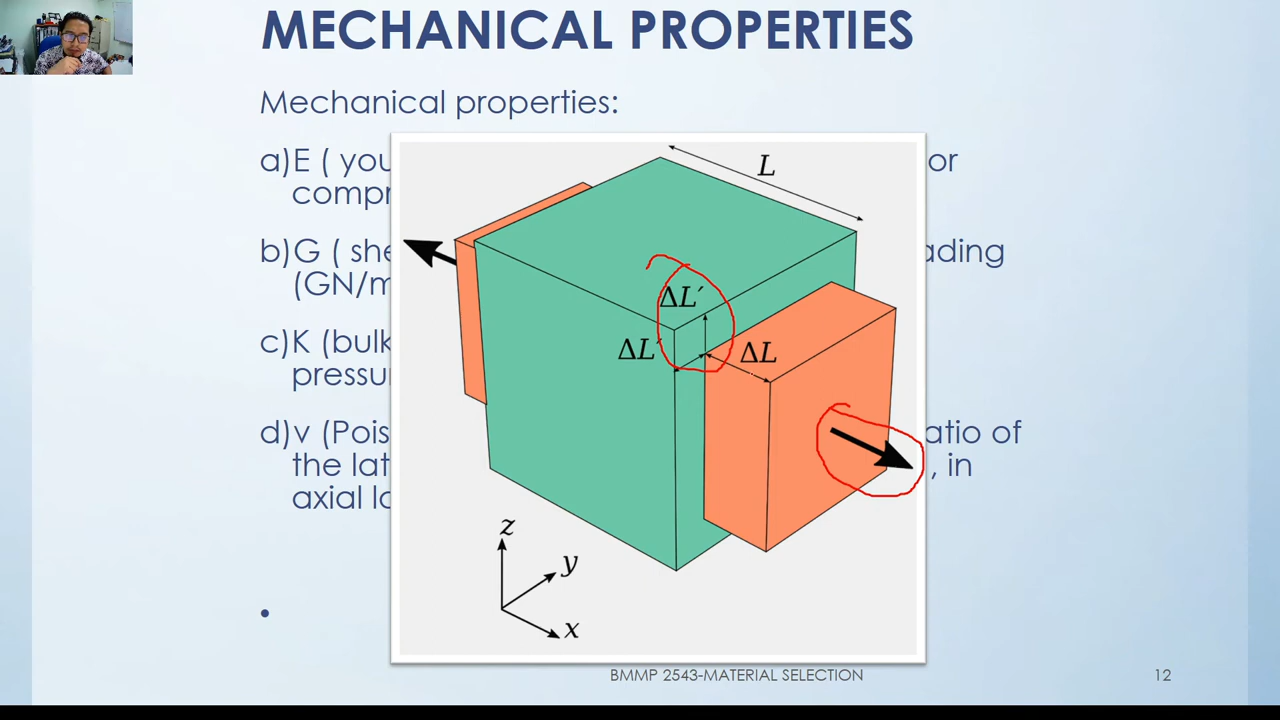 MECHANICAL PROPERTIES
Mechanical properties:
a)E ( you
or
compr
b)G ( she
ading
(GN/m
c)K (bulk
pressu
d)v (Pois
atio of
the lat
, in
axial lo
L
ΔL′
ΔL′
ΔL
z
y
x
•
BMMP 2543-MATERIAL SELECTION
12